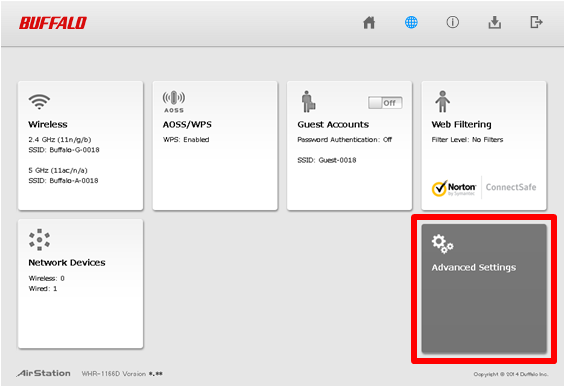 BUFFALO
AOSS
Wireless
2.4 GHz (11n/g/b)
SSID: Buffalo-G-0018
5 GHz (11ac/n/a)
SSID: Buffalo-A-0018
AOSS/WPS
WPS: Enabled
Off
Guest Accounts
Password Authentication: Off
SSID: Guest-0018
Web Filtering
Filter Level: No Filters
Norton
by Symantec
ConnectSafe
Network Devices
Wireless: 0
Wired: 1
Advanced Settings
AirStation WHR-1166D Version *.**
Copyright © 2014 Buffalo Inc.